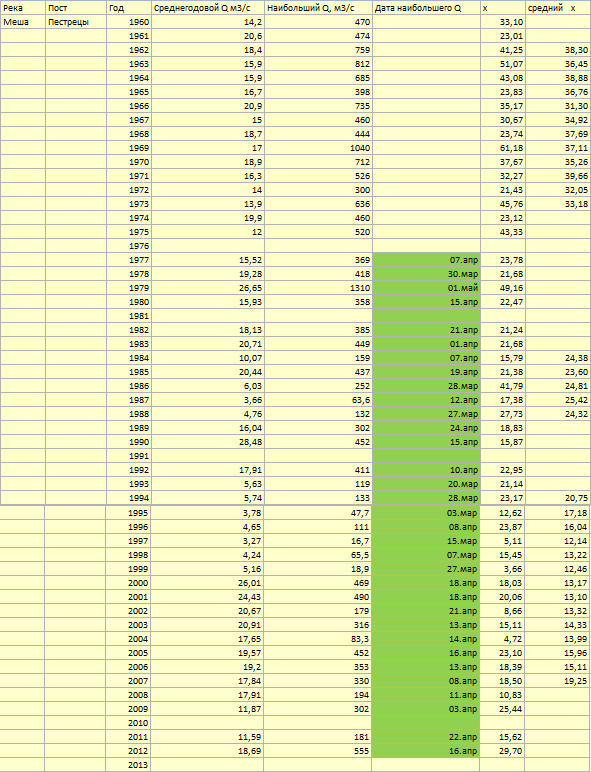 Река Пост Год Среднегодовой Q м3/с Наибольший Q, м3/с Дата наибольшего Q x средний x
Меша Пестрецы 1960 14,2 470 33,10
1961 20,6 474 23,01
1962 18,4 759 41,25 38,30
1963 15,9 812 51,07 36,45
1964 15,9 685 43,08 38,88
1965 16,7 398 23,83 36,76
1966 20,9 735 35,17 31,30
1967 15 460 30,67 34,92
1968 18,7 444 23,74 37,69
1969 17 1040 61,18 37,11
1970 18,9 712 37,67 35,26
1971 16,3 526 32,27 39,66
1972 14 300 21,43 32,05
1973 13,9 636 45,76 33,18
1974 19,9 460 23,12
1975 12 520 43,33
1976
1977 15,52 369 07.апр 23,78
1978 19,28 418 30.мар 21,68
1979 26,65 1310 01.май 49,16
1980 15,93 358 15.апр 22,47
1981
1982 18,13 385 21.апр 21,24
1983 20,71 449 01.апр 21,68
1984 10,07 159 07.апр 15,79 24,38
1985 20,44 437 19.апр 21,38 23,60
1986 6,03 252 28.мар 41,79 24,81
1987 3,66 63,6 12.апр 17,38 25,42
1988 4,76 132 27.мар 27,73 24,32
1989 16,04 302 24.апр 18,83
1990 28,48 452 15.апр 15,87
1991
1992 17,91 411 10.апр 22,95
1993 5,63 119 20.мар 21,14
1994 5,74 133 28.мар 23,17 20,75
1995 3,78 47,7 03.мар 12,62 17,18
1996 4,65 111 08.апр 23,87 16,04
1997 3,27 16,7 15.мар 5,11 12,14
1998 4,24 65,5 07.мар 15,45 13,22
1999 5,16 18,9 27.мар 3,66 12,46
2000 26,01 469 18.апр 18,03 13,17
2001 24,43 490 18.апр 20,06 13,10
2002 20,67 179 21.апр 8,66 13,32
2003 20,91 316 13.апр 15,11 14,33
2004 17,65 83,3 14.апр 4,72 13,99
2005 19,57 452 16.апр 23,10 15,96
2006 19,2 353 13.апр 18,39 15,11
2007 17,84 330 08.апр 18,50 19,25
2008 17,91 194 11.апр 10,83
2009 11,87 302 03.апр 25,44
2010
2011 11,59 181 22.апр 15,62
2012 18,69 555 16.апр 29,70
2013